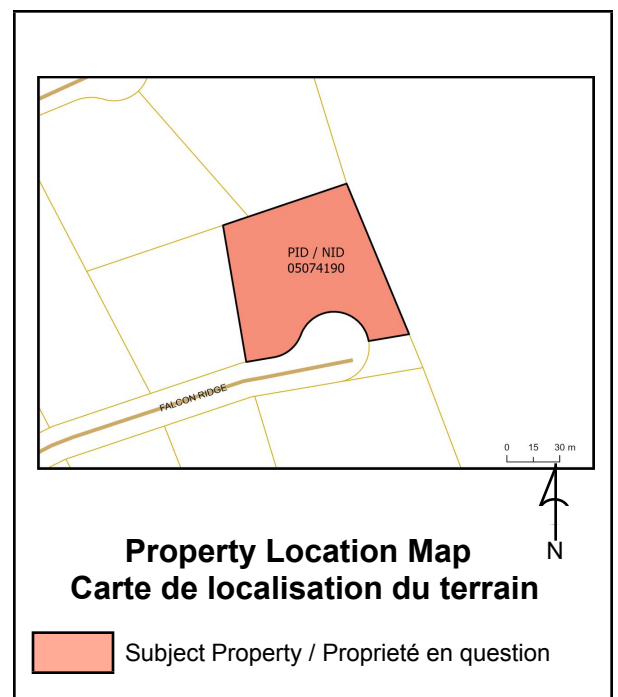 PID / NID
05074190
FALCON RIDGE
0 15 30 m
N
Property Location Map
Carte de localisation du terrain
Subject Property / Proprieté en question